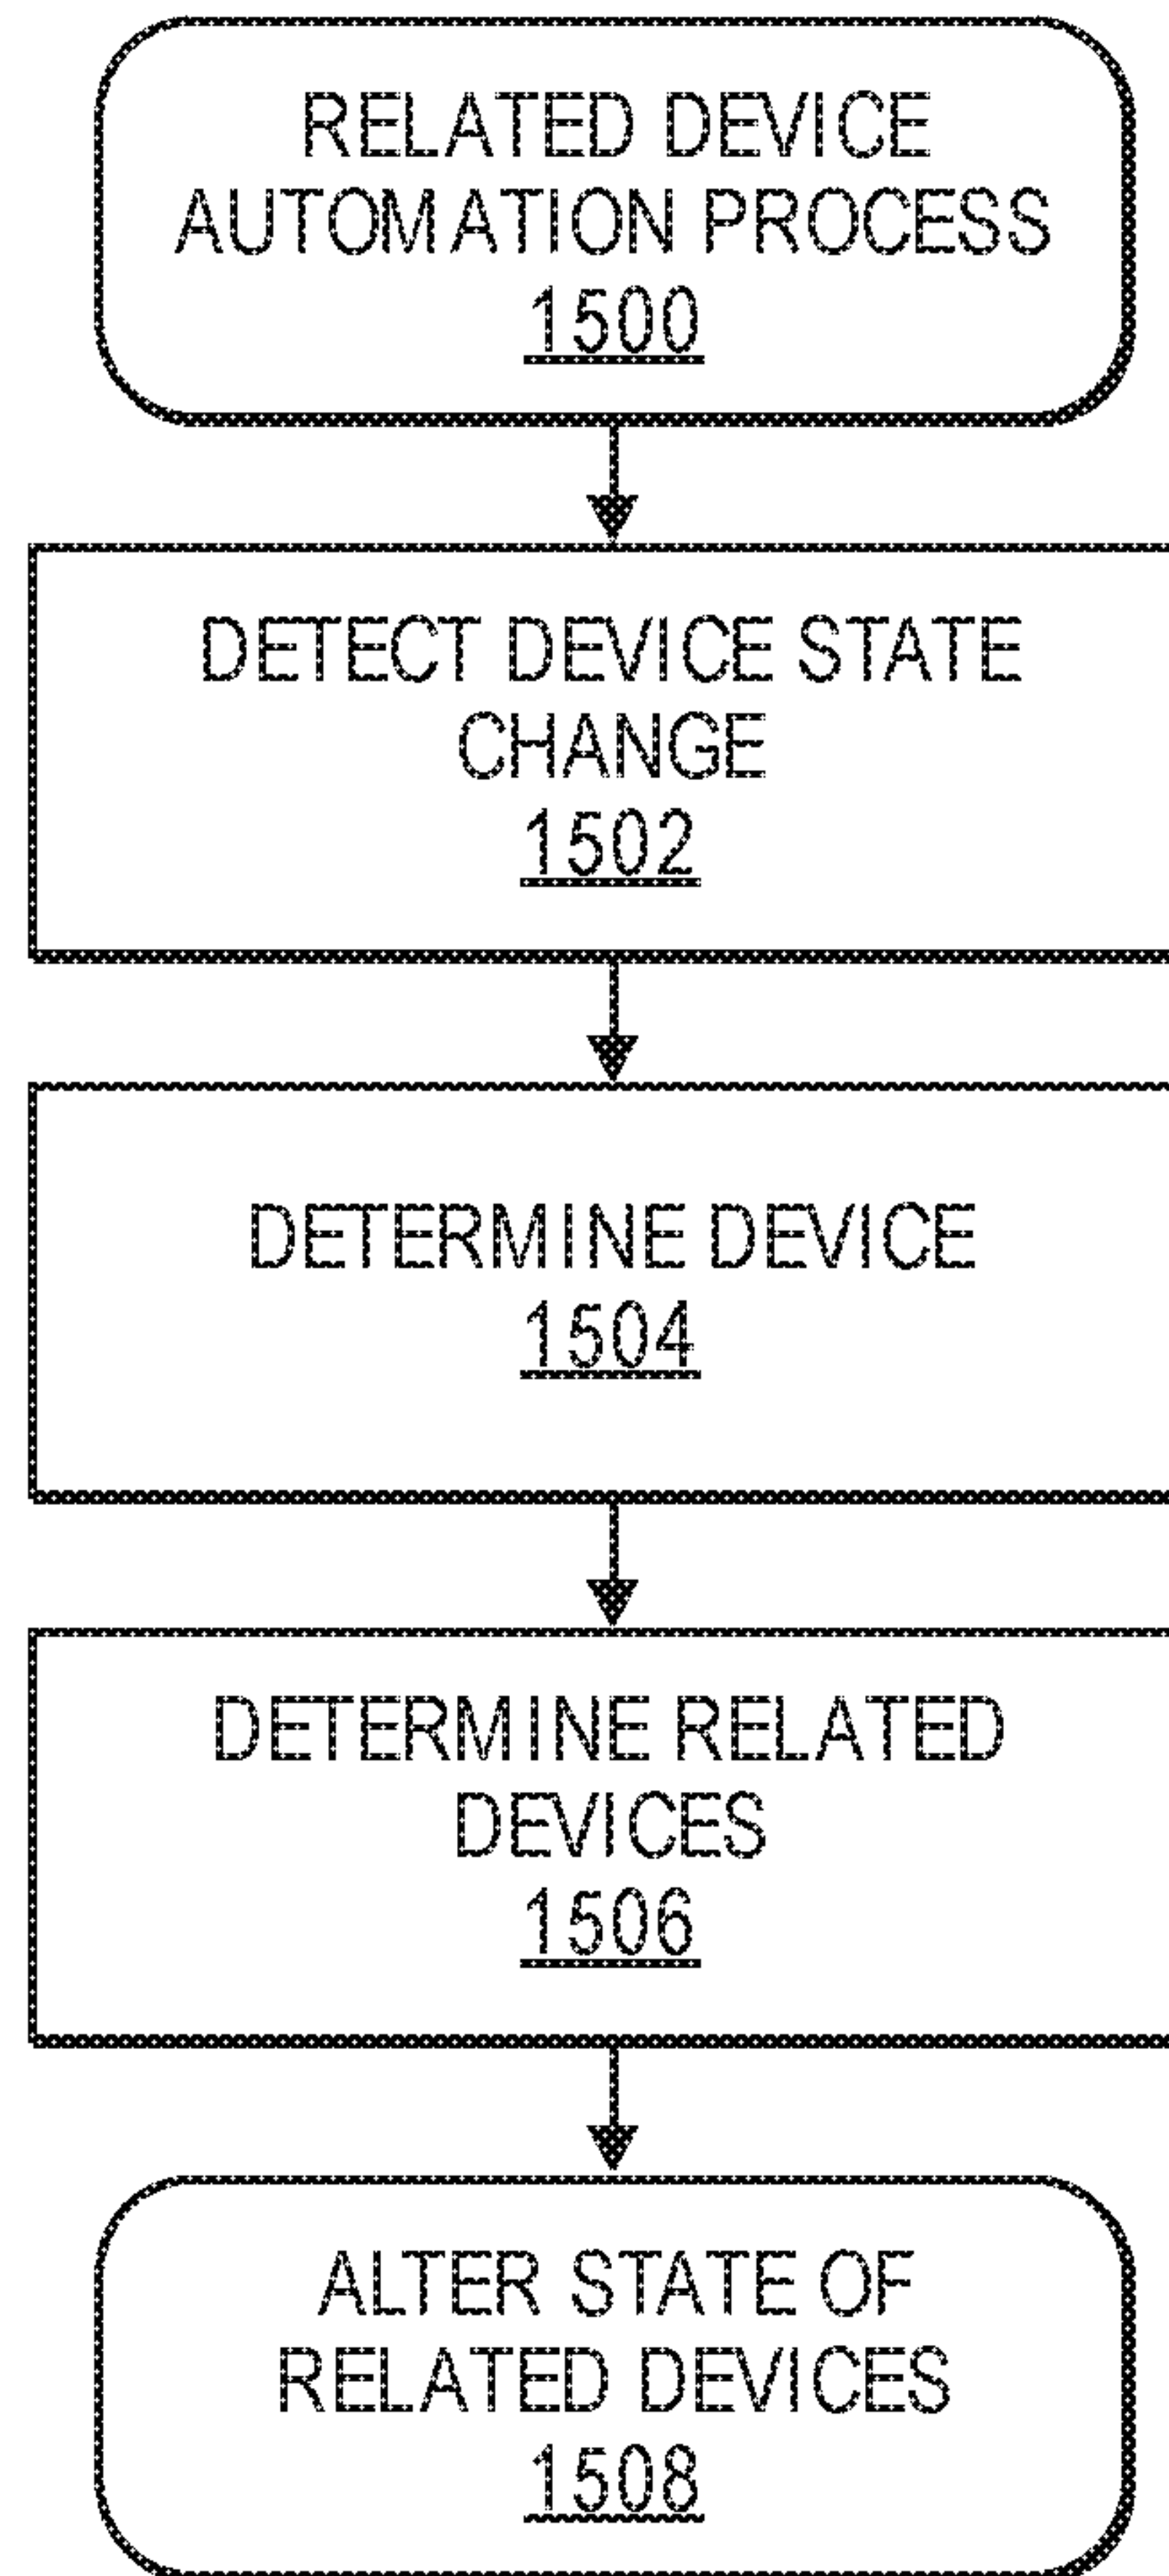 RELATED DEVICE
AUTOMATION PROCESS
1500
DETECT DEVICE STATE
CHANGE
1502
DETERMINE DEVICE
1504
DETERMINE RELATED
DEVICES
1506
ALTER STATE OF
RELATED DEVICES
1508